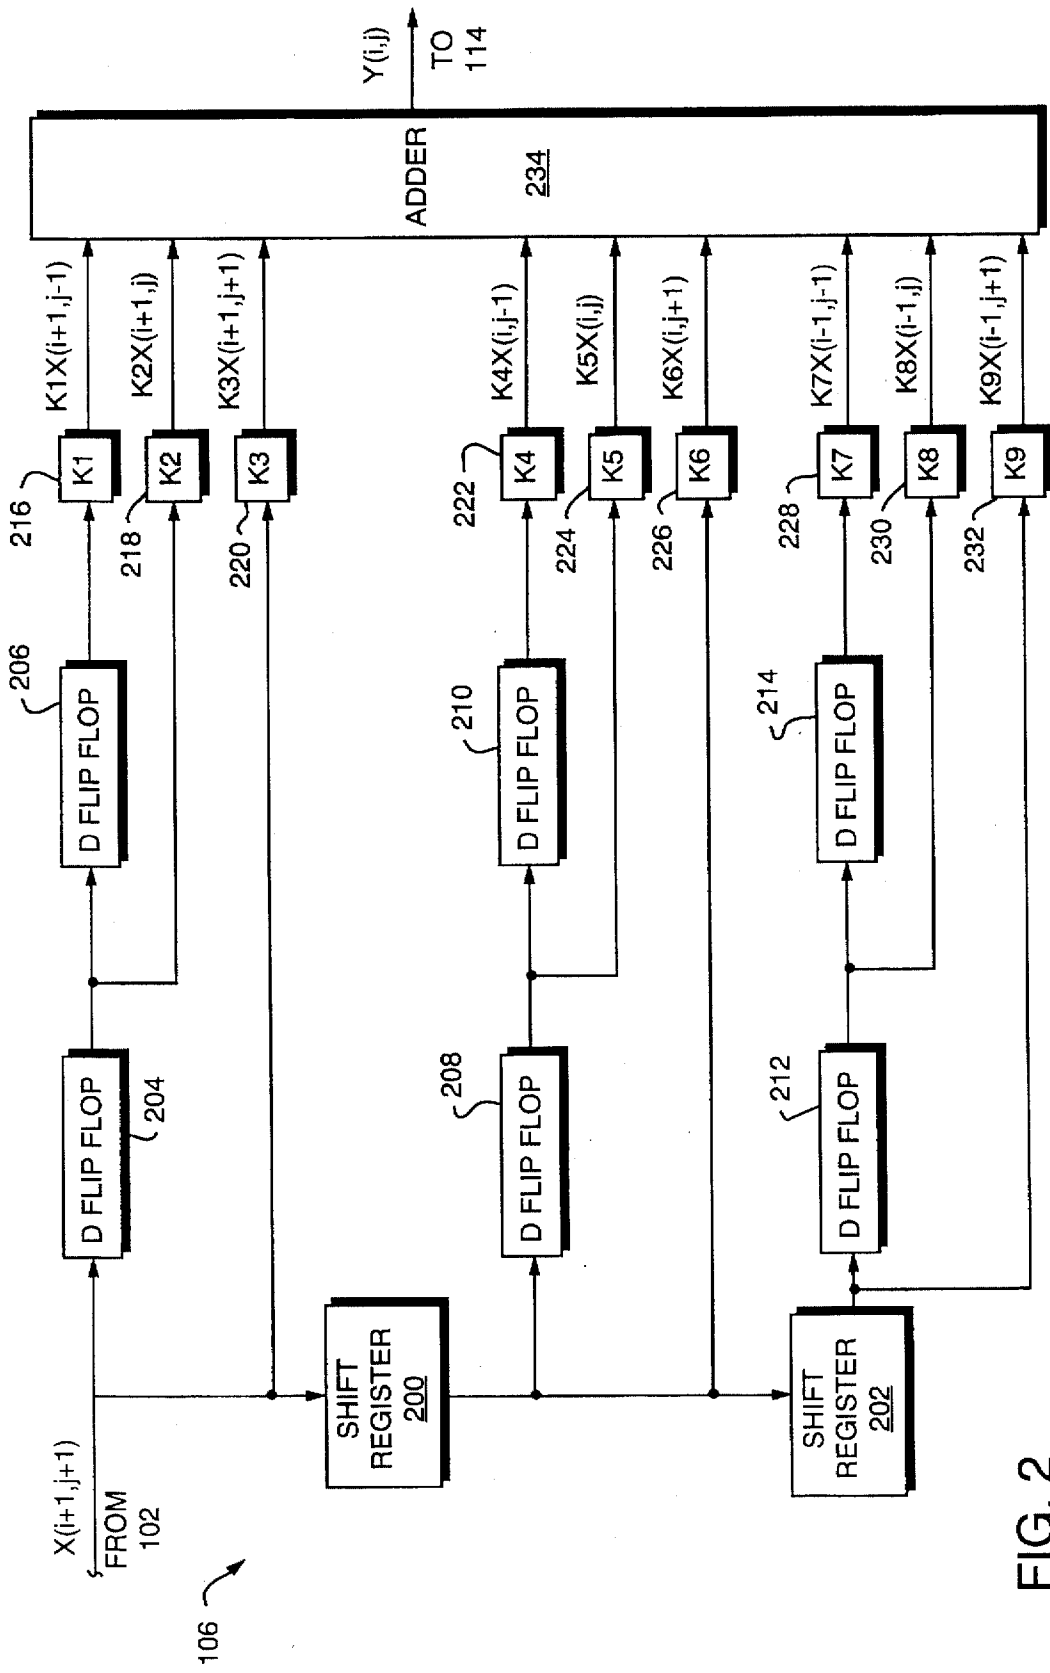 X(i+1,j+1)
FROM
102
106
D FLIP FLOP
204
D FLIP FLOP
206
216
K1
K1X(i+1,j-1)
218
K2
K2X(i+1,j)
220
K3
K3X(i+1,j+1)
SHIFT
REGISTER
200
D FLIP FLOP
208
D FLIP FLOP
210
222
K4
K4X(i,j-1)
224
K5
K5X(i,j)
226
K6
K6X(i,j+1)
SHIFT
REGISTER
202
D FLIP FLOP
212
D FLIP FLOP
214
228
K7
K7X(i-1,j-1)
230
K8
K8X(i-1,j)
232
K9
K9X(i-1,j+1)
ADDER
234
Y(i,j)
TO
114
FIG. 2